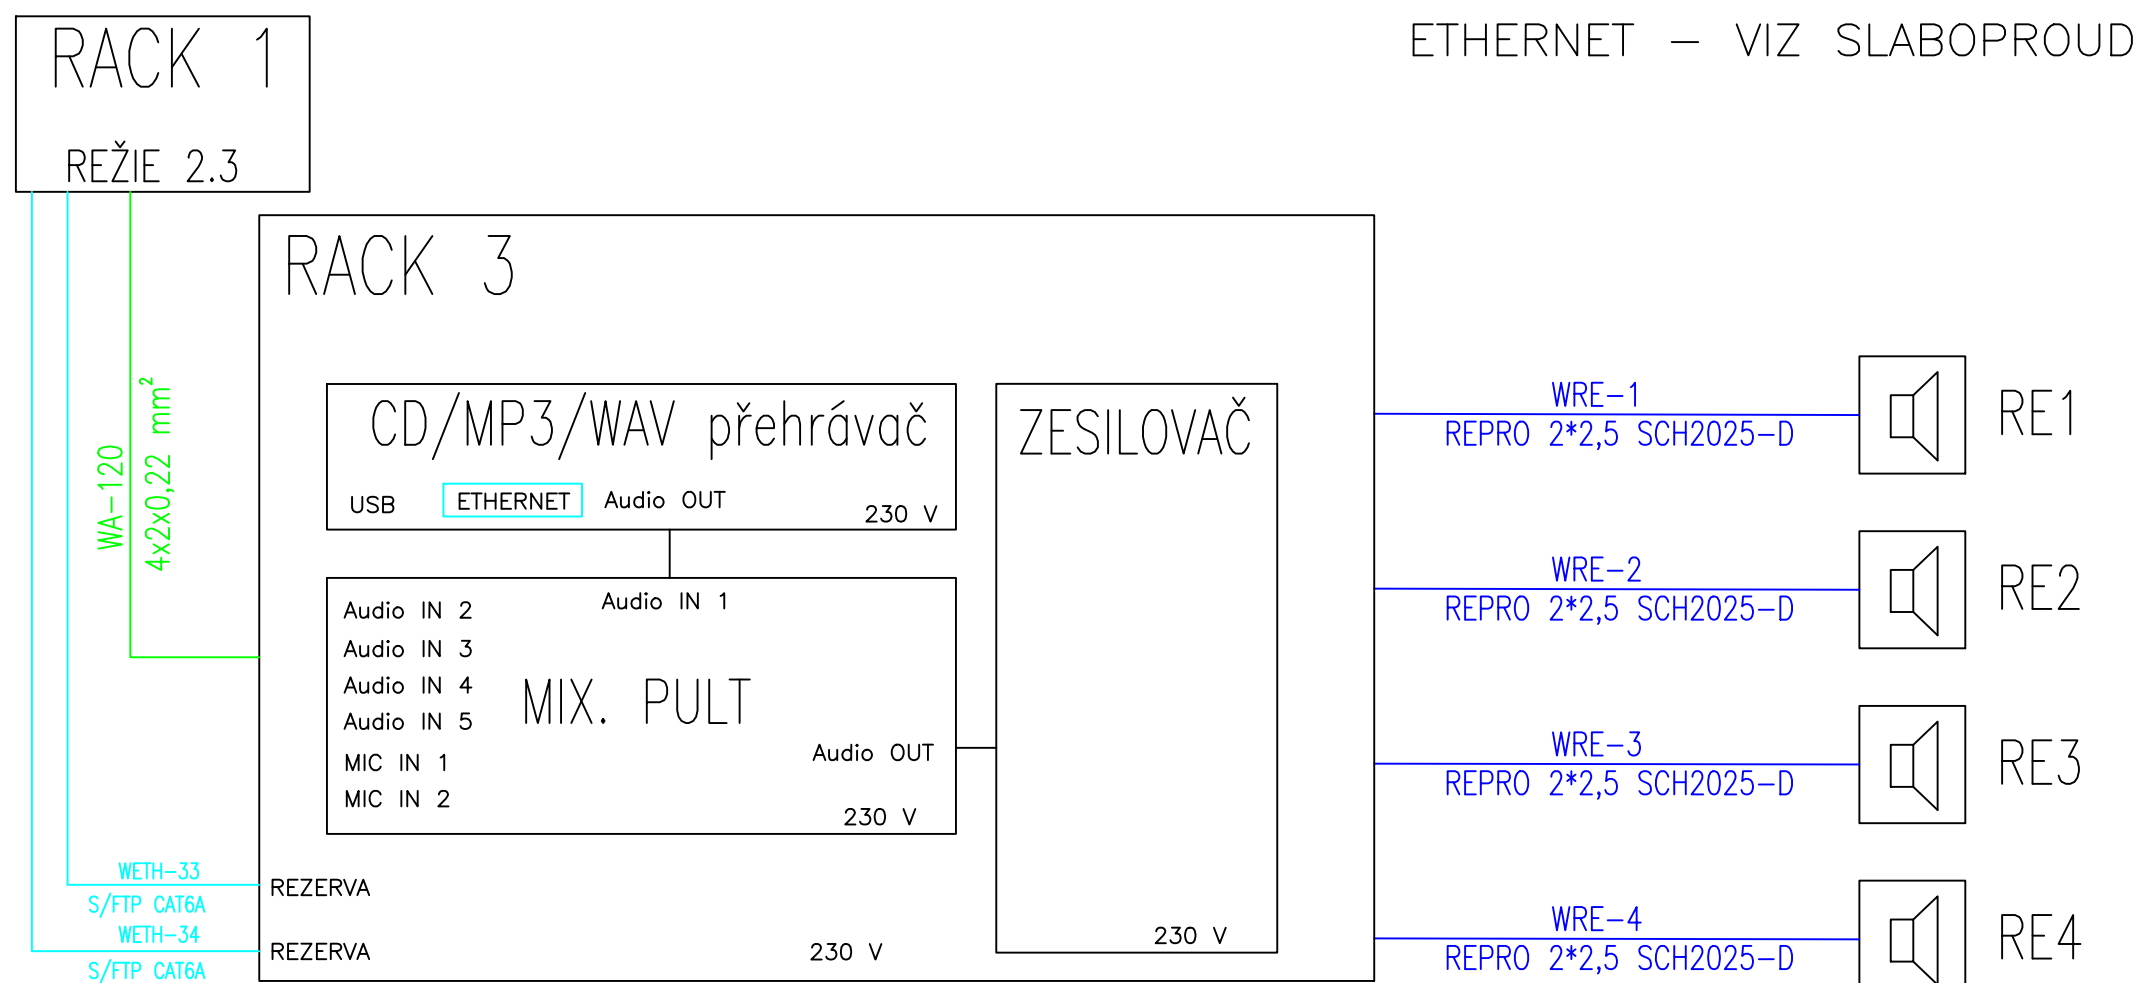 RACK 1
REŽIE 2.3
ETHERNET – VIZ SLABOPROUD
WA-120
4x2x0,22 mm²
RACK 3
CD/MP3/WAV přehrávač
USB
ETHERNET
Audio OUT
230 V
Audio IN 1
Audio IN 2
Audio IN 3
Audio IN 4
Audio IN 5
MIC IN 1
MIC IN 2
MIX. PULT
Audio OUT
230 V
ZESILOVAČ
230 V
WETH-33
S/FTP CAT6A
REZERVA
WETH-34
S/FTP CAT6A
REZERVA
230 V
WRE-1
REPRO 2*2,5 SCH2025-D
RE1
WRE-2
REPRO 2*2,5 SCH2025-D
RE2
WRE-3
REPRO 2*2,5 SCH2025-D
RE3
WRE-4
REPRO 2*2,5 SCH2025-D
RE4